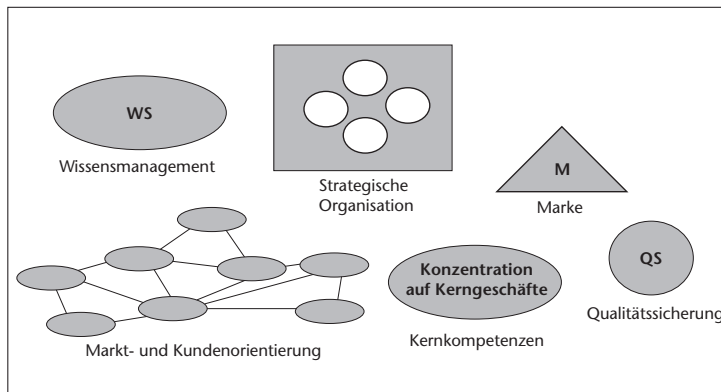 WS
Wissensmanagement
Strategische
Organisation
M
Marke
Markt- und Kundenorientierung
Konzentration
auf Kerngeschäfte
Kernkompetenzen
QS
Qualitätssicherung